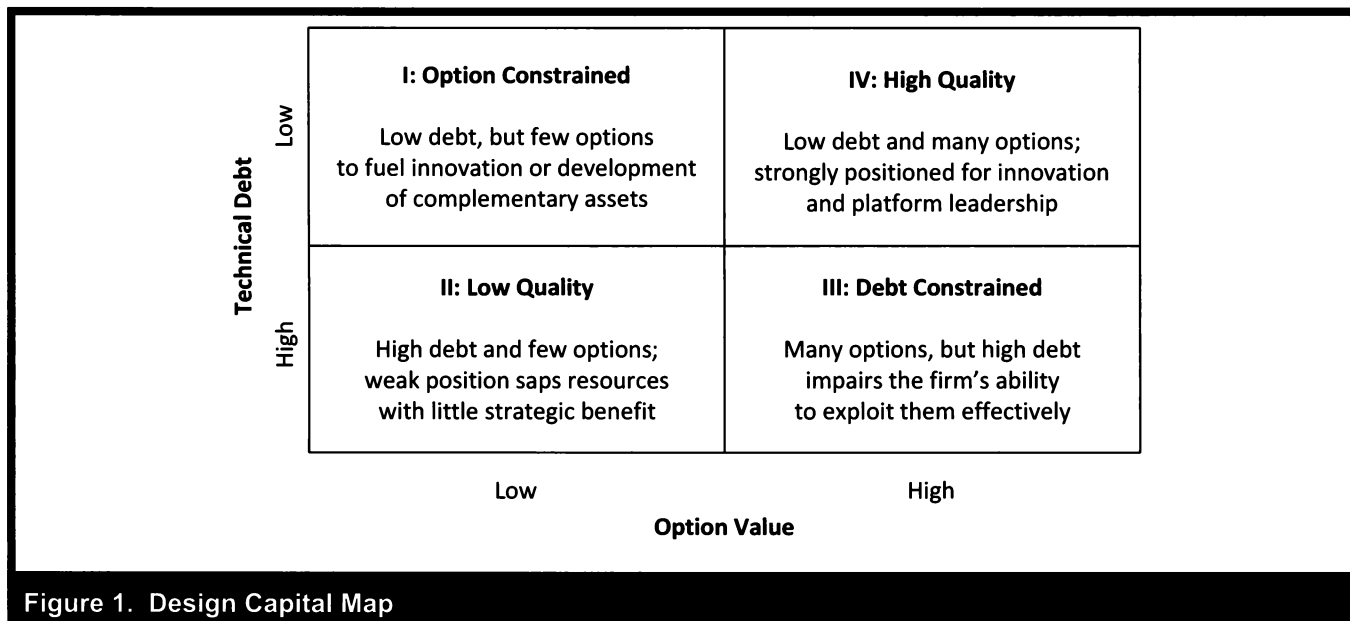 Technical Debt
Low
High
I: Option Constrained
Low debt, but few options
to fuel innovation or development
of complementary assets
IV: High Quality
Low debt and many options;
strongly positioned for innovation
and platform leadership
II: Low Quality
High debt and few options;
weak position saps resources
with little strategic benefit
III: Debt Constrained
Many options, but high debt
impairs the firm's ability
to exploit them effectively
Low
High
Option Value
Figure 1. Design Capital Map